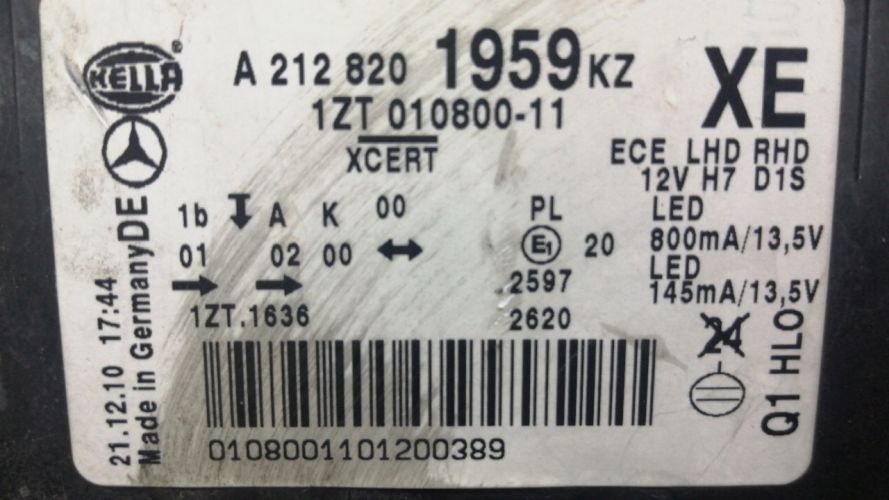 HELLA ®
A 212 820 1959 KZ
XE
1ZT 010800-11
XCERT
ECE LHD RHD
12V H7 D1S
1b A K 00
PL
LED
01 02 00
E1 20
800mA/13,5V
LED
2597
145mA/13,5V
1ZT.1636
2620
24
0108001101200389
21.12.10 17:44
Made in Germany DE
Q1 HLO